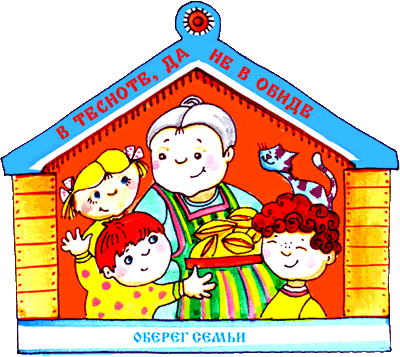 В ТЕСНОТЕ, ДА НЕ В ОБИДЕ
ОБЕРЕГ СЕМЬИ